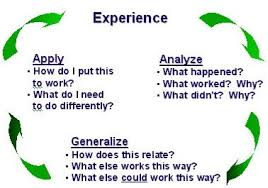 Experience
Apply
• How do I put this
to work?
• What do I need
to do differently?
Analyze
• What happened?
• What worked? Why?
• What didn't? Why?
Generalize
• How does this relate?
• What else works this way?
• What else could work this way?